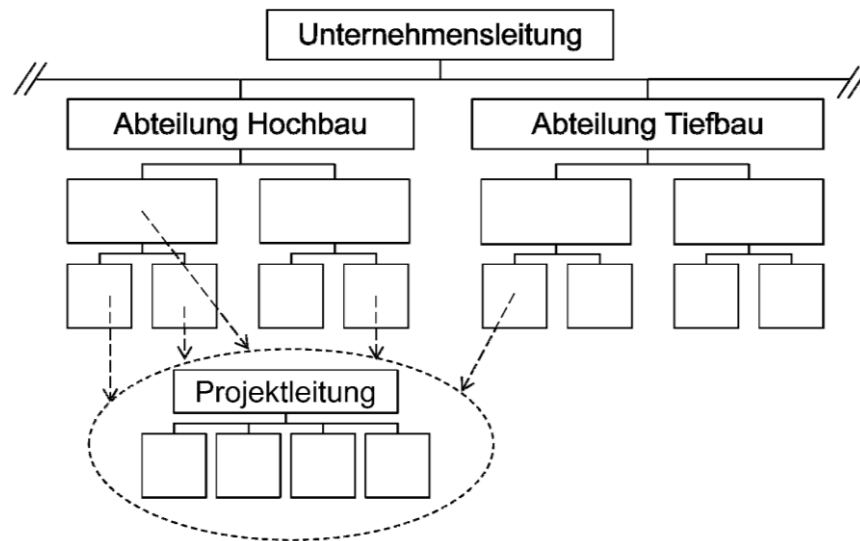 Unternehmensleitung
Abteilung Hochbau
Abteilung Tiefbau
Projektleitung